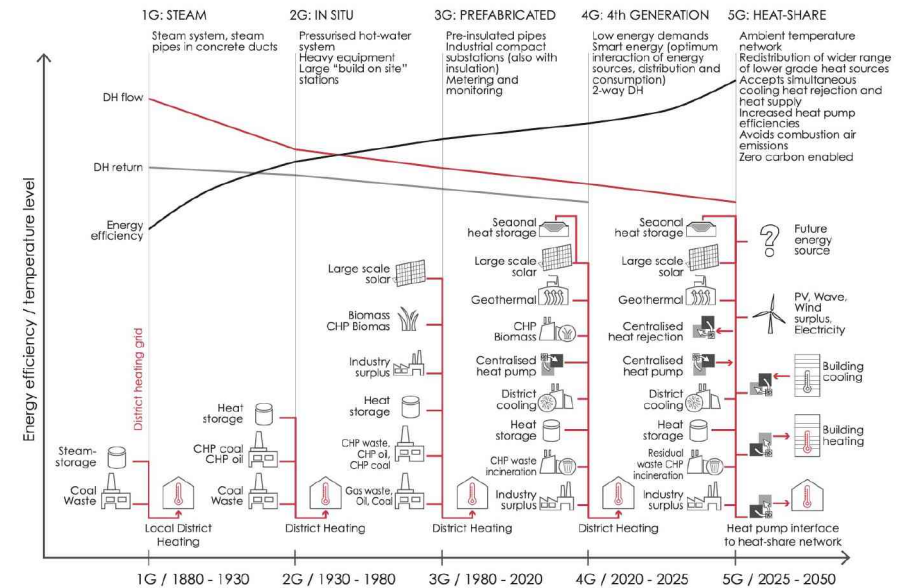 1G: STEAM
Steam system, steam
pipes in concrete ducts
2G: IN SITU
Pressurised hot-water
system
Heavy equipment
Large "build on site"
stations
3G: PREFABRICATED
Pre-insulated pipes
Industrial compact
substations (also with
insulation)
Metering and
monitoring
4G: 4th GENERATION
Low energy demands
Smart energy (optimum
interaction of energy
sources, distribution and
consumption)
2-way DH
5G: HEAT-SHARE
Ambient temperature
network
Redistribution of wider range
of lower grade heat sources
Accepts simultaneous
cooling heat rejection and
heat supply
Increased heat pump
efficiencies
Avoids combustion air
emissions
Zero carbon enabled
Energy efficiency / temperature level
DH flow
DH return
Energy
efficiency
District heating grid
Steam-
storage
Coal
Waste
Local District
Heating
Heat
storage
CHP coal
CHP oil
Coal
Waste
District Heating
Large scale
solar
Biomass
CHP Biomas
Industry
surplus
Heat
storage
CHP waste,
CHP oil,
CHP coal
Gas waste,
Oil, Coal
District Heating
Seaonal
heat storage
Large scale
solar
Geothermal
CHP
Biomass
Centralised
heat pump
District
cooling
Heat
storage
CHP waste
incineration
Industry
surplus
District Heating
Seaonal
heat storage
Large scale
solar
Geothermal
Centralised
heat rejection
Centralised
heat pump
District
cooling
Heat
storage
Residual
waste CHP
incineration
Industry
surplus
?
Future
energy
source
PV, Wave,
Wind
surplus,
Electricity
Building
cooling
Building
heating
Heat pump interface
to heat-share network
1G / 1880 - 1930
2G / 1930 - 1980
3G / 1980 - 2020
4G / 2020 - 2025
5G / 2025 - 2050